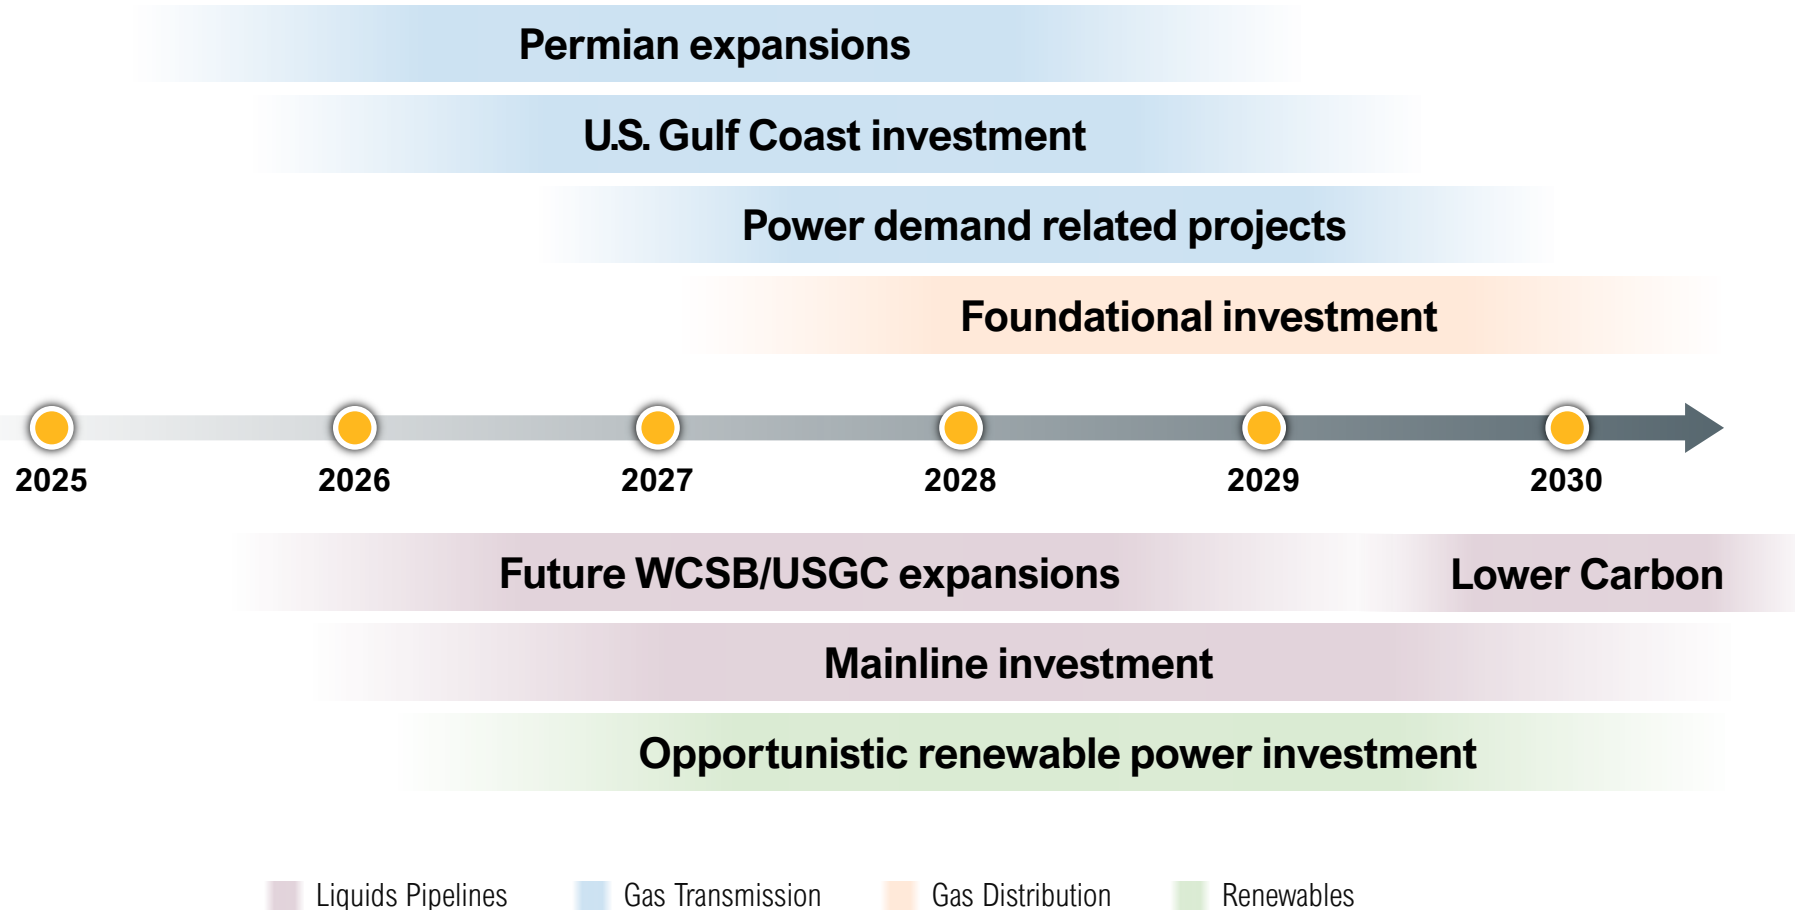 Permian expansions
U.S. Gulf Coast investment
Power demand related projects
Foundational investment
2025 2026 2027 2028 2029 2030
Future WCSB/USGC expansions Lower Carbon
Mainline investment
Opportunistic renewable power investment
Liquids Pipelines Gas Transmission Gas Distribution Renewables